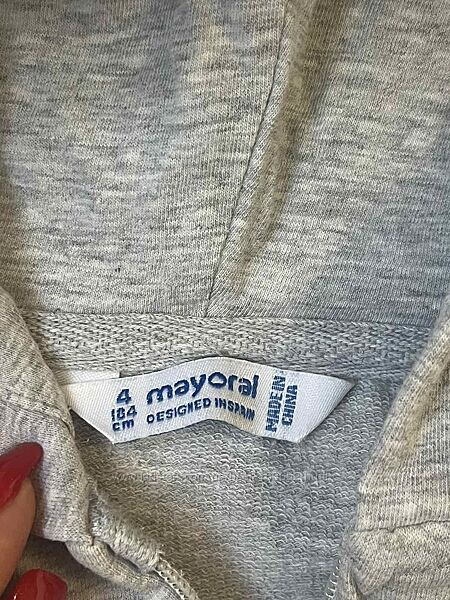 4
104
cm
mayoral
DESIGNED IN SPAIN
MADE IN
CHINA